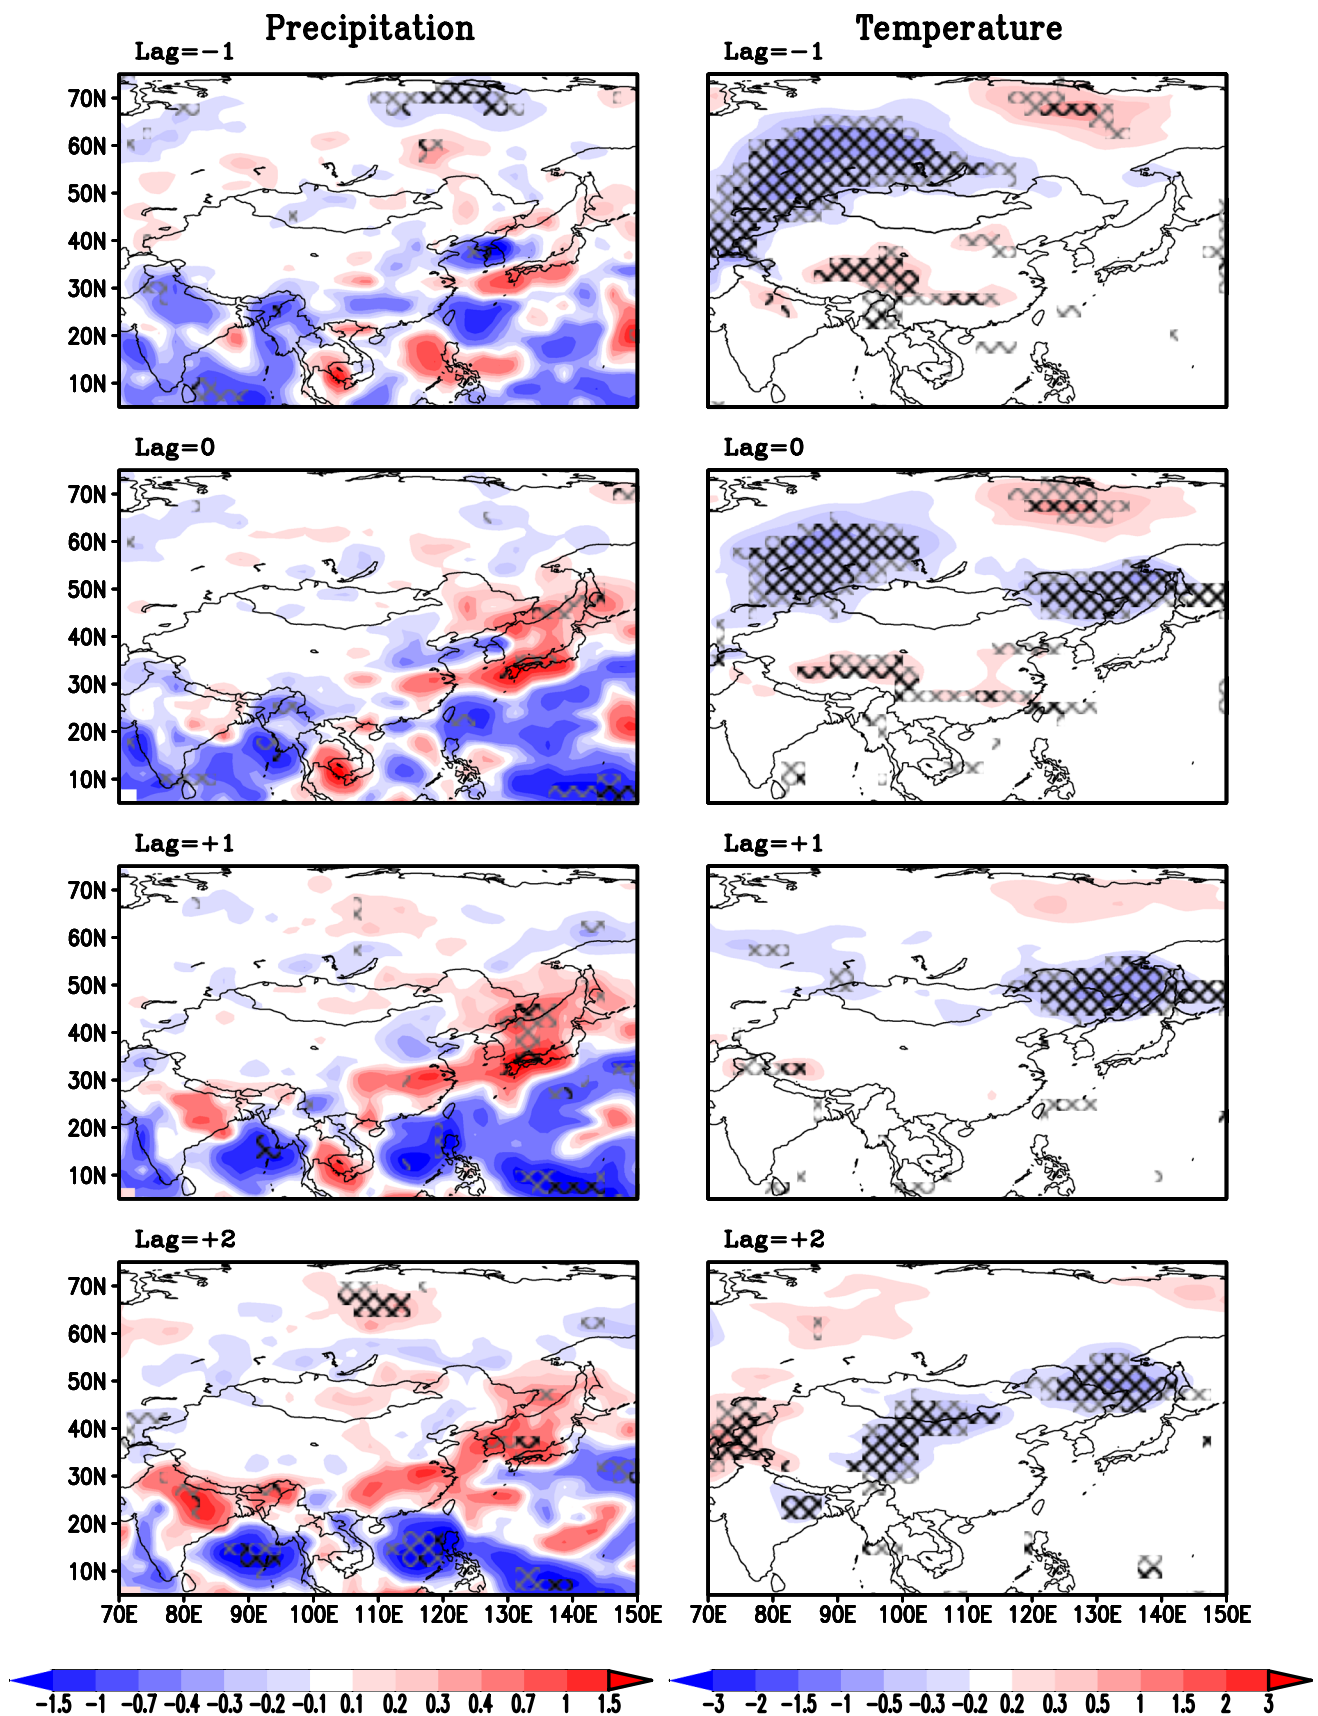 Precipitation Temperature
Lag=-1 Lag=-1
70N
60N
50N
40N
30N
20N
10N
Lag=0 Lag=0
70N
60N
50N
40N
30N
20N
10N
Lag=+1 Lag=+1
70N
60N
50N
40N
30N
20N
10N
Lag=+2 Lag=+2
70N
60N
50N
40N
30N
20N
10N
70E 80E 90E 100E 110E 120E 130E 140E 150E 70E 80E 90E 100E 110E 120E 130E 140E 150E
-1.5 -1 -0.7 -0.4 -0.3 -0.2 -0.1 0.1 0.2 0.3 0.4 0.7 1 1.5 -3 -2 -1.5 -1 -0.5 -0.3 -0.2 0.2 0.3 0.5 1 1.5 2 3